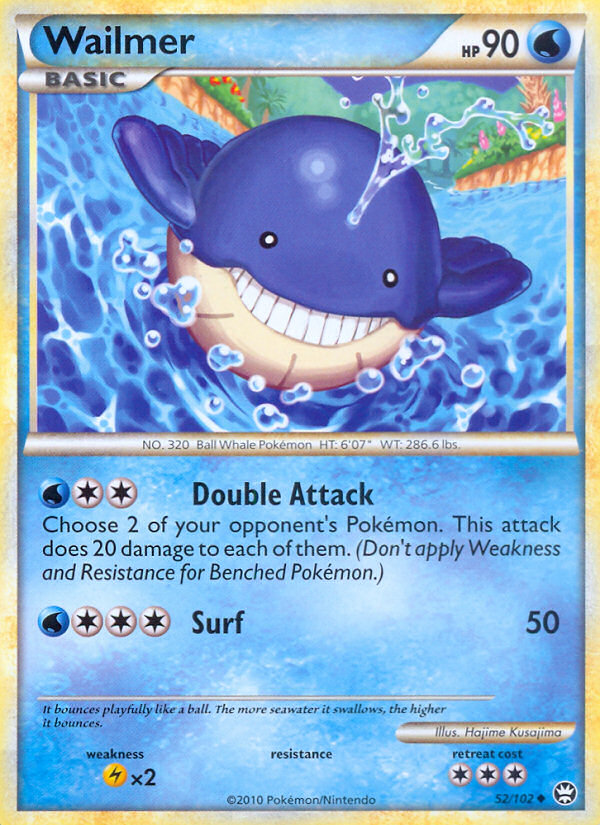 Wailmer
HP 90
BASIC
NO. 320 Ball Whale Pokémon HT: 6'07" WT: 286.6 lbs.
Double Attack
Choose 2 of your opponent's Pokémon. This attack
does 20 damage to each of them. (Don't apply Weakness
and Resistance for Benched Pokémon.)
Surf 50
It bounces playfully like a ball. The more seawater it swallows, the higher
it bounces.
Illus. Hajime Kusajima
weakness resistance retreat cost
×2
©2010 Pokémon/Nintendo 52/102